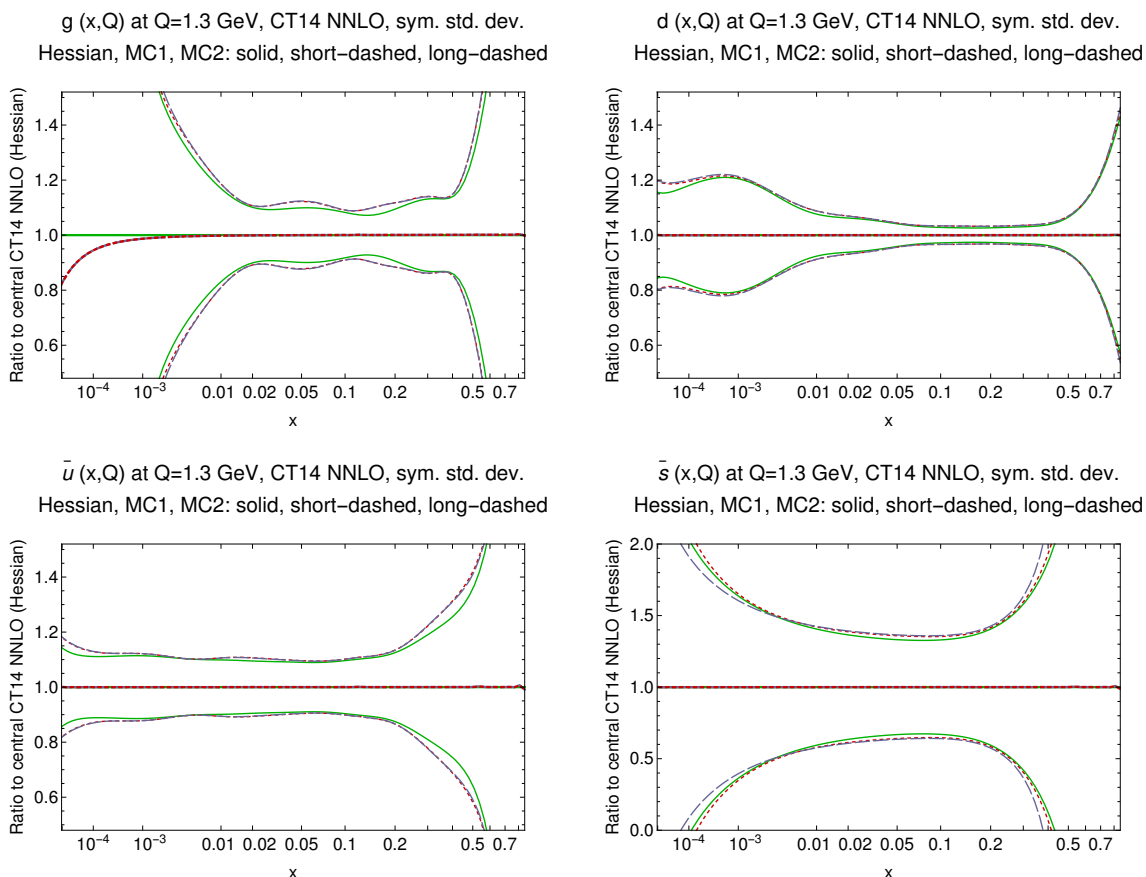 g (x,Q) at Q=1.3 GeV, CT14 NNLO, sym. std. dev.
Hessian, MC1, MC2: solid, short−dashed, long−dashed
Ratio to central CT14 NNLO (Hessian)
1.4
1.2
1.0
0.8
0.6
10⁻⁴ 10⁻³ 0.01 0.02 0.05 0.1 0.2 0.5 0.7
x
d (x,Q) at Q=1.3 GeV, CT14 NNLO, sym. std. dev.
Hessian, MC1, MC2: solid, short−dashed, long−dashed
Ratio to central CT14 NNLO (Hessian)
1.4
1.2
1.0
0.8
0.6
10⁻⁴ 10⁻³ 0.01 0.02 0.05 0.1 0.2 0.5 0.7
x
ū (x,Q) at Q=1.3 GeV, CT14 NNLO, sym. std. dev.
Hessian, MC1, MC2: solid, short−dashed, long−dashed
Ratio to central CT14 NNLO (Hessian)
1.4
1.2
1.0
0.8
0.6
10⁻⁴ 10⁻³ 0.01 0.02 0.05 0.1 0.2 0.5 0.7
x
s̄ (x,Q) at Q=1.3 GeV, CT14 NNLO, sym. std. dev.
Hessian, MC1, MC2: solid, short−dashed, long−dashed
Ratio to central CT14 NNLO (Hessian)
2.0
1.5
1.0
0.5
0.0
10⁻⁴ 10⁻³ 0.01 0.02 0.05 0.1 0.2 0.5 0.7
x